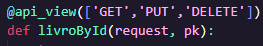 @api_view(['GET','PUT','DELETE'])
def livroById(request, pk):